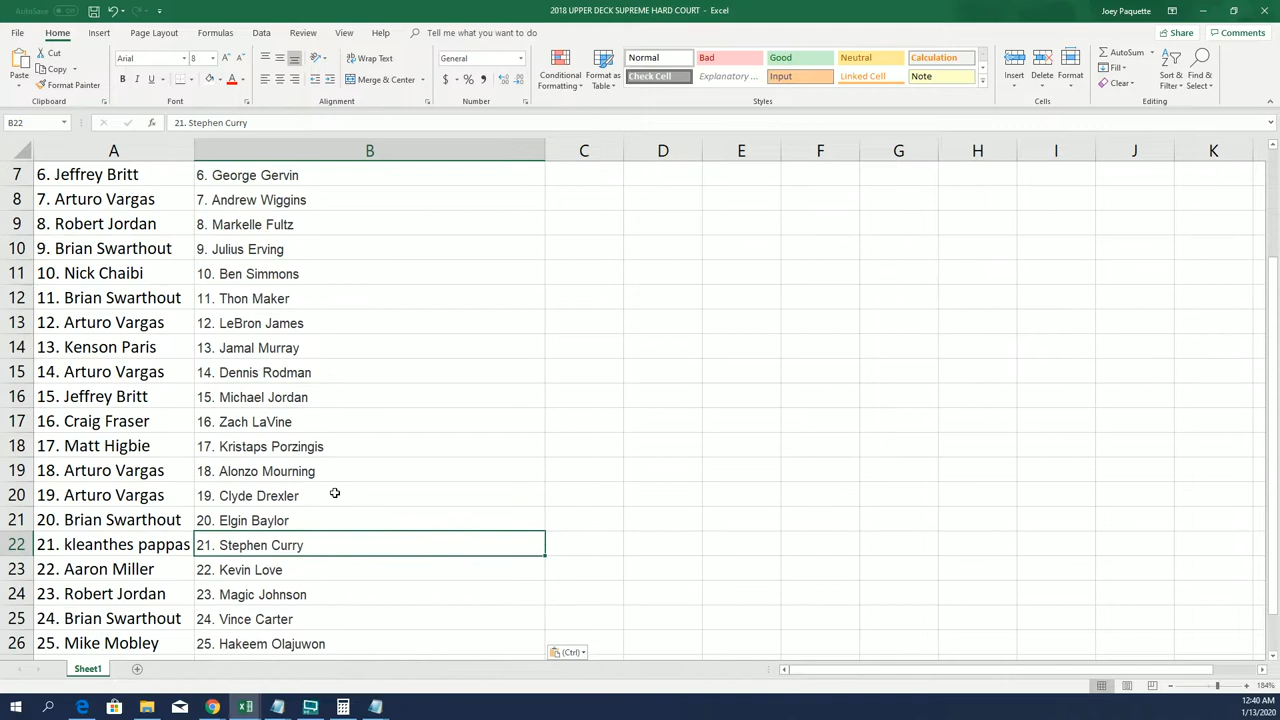 AutoSave Off 2018 UPPER DECK SUPREME HARD COURT - Excel Joey Paquette
File Home Insert Page Layout Formulas Data Review View Help Tell me what you want to do Share Comments
Paste Cut Copy Format Painter Clipboard
Arial 8 B I U Font
Wrap Text Merge & Center Alignment
General $ % Number
Conditional Formatting Format as Table
Normal Bad Good Neutral Calculation
Check Cell Explanatory ... Input Linked Cell Note
Styles
Insert Delete Format Cells
AutoSum Fill Clear Sort & Filter Find & Select Editing
B22 fx 21. Stephen Curry
A B C D E F G H I J K
7 6. Jeffrey Britt 6. George Gervin
8 7. Arturo Vargas 7. Andrew Wiggins
9 8. Robert Jordan 8. Markelle Fultz
10 9. Brian Swarthout 9. Julius Erving
11 10. Nick Chaibi 10. Ben Simmons
12 11. Brian Swarthout 11. Thon Maker
13 12. Arturo Vargas 12. LeBron James
14 13. Kenson Paris 13. Jamal Murray
15 14. Arturo Vargas 14. Dennis Rodman
16 15. Jeffrey Britt 15. Michael Jordan
17 16. Craig Fraser 16. Zach LaVine
18 17. Matt Higbie 17. Kristaps Porzingis
19 18. Arturo Vargas 18. Alonzo Mourning
20 19. Arturo Vargas 19. Clyde Drexler
21 20. Brian Swarthout 20. Elgin Baylor
22 21. kleanthes pappas 21. Stephen Curry
23 22. Aaron Miller 22. Kevin Love
24 23. Robert Jordan 23. Magic Johnson
25 24. Brian Swarthout 24. Vince Carter
26 25. Mike Mobley 25. Hakeem Olajuwon
(Ctrl)
Sheet1
184%
12:40 AM
1/13/2020